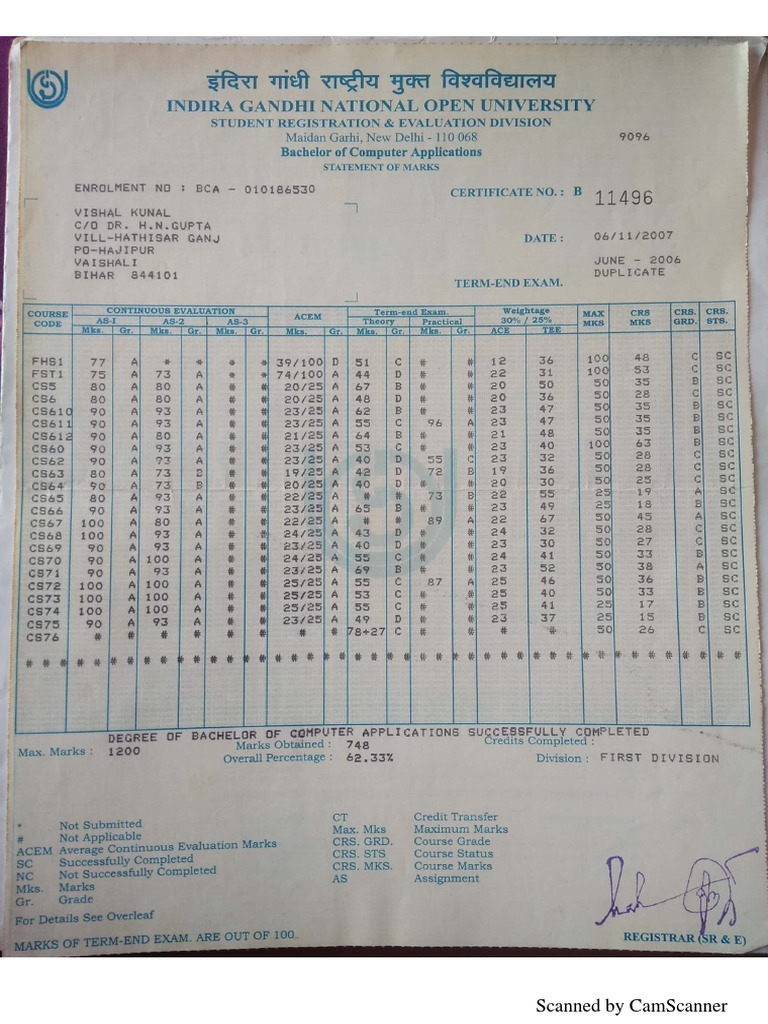 इंदिरा गांधी राष्ट्रीय मुक्त विश्वविद्यालय
INDIRA GANDHI NATIONAL OPEN UNIVERSITY
STUDENT REGISTRATION & EVALUATION DIVISION
Maidan Garhi, New Delhi - 110 068
9096
Bachelor of Computer Applications
STATEMENT OF MARKS
ENROLMENT NO : BCA - 010186530
CERTIFICATE NO. : B 11496
VISHAL KUNAL
C/O DR. H.N.GUPTA
VILL-HATHISAR GANJ
DATE : 06/11/2007
PO-HAJIPUR
VAISHALI
JUNE - 2006
BIHAR 844101
DUPLICATE
TERM-END EXAM.
COURSE CODE CONTINUOUS EVALUATION ACEM Term-end Exam. Weightage 30% / 25% MAX MKS CRS MKS CRS. GRD. CRS. STS.
AS-1 AS-2 AS-3 Theory Practical
Mks. Gr. Mks. Gr. Mks. Gr. Mks. Gr. Mks. Gr. Mks. Gr. ACE TEE
FHS1 77 A * * * * 39/100 D 51 C # # 12 36 100 48 C SC
FST1 75 A 73 A # # 74/100 A 44 D # # 22 31 100 53 C SC
CS5 80 A 80 A # # 20/25 A 67 B # # 20 50 50 35 B SC
CS6 80 A 80 A # # 20/25 A 48 D # # 20 36 50 28 C SC
CS610 90 A 93 A # # 23/25 A 62 B # # 23 47 50 35 B SC
CS611 90 A 93 A # # 23/25 A 55 C 96 A 23 47 50 35 B SC
CS612 90 A 80 A # # 21/25 A 64 B # # 21 48 50 35 B SC
CS60 90 A 93 A # # 23/25 A 53 C # # 23 40 100 63 B SC
CS62 90 A 93 A # # 23/25 A 40 D 55 C 23 32 50 28 C SC
CS63 80 A 73 B # # 19/25 A 42 D 72 B 19 36 50 28 C SC
CS64 90 A 73 B # # 20/25 A 40 D # # 20 30 50 25 C SC
CS65 80 A 93 A # # 22/25 A # # 73 B 22 55 25 19 A SC
CS66 90 A 93 A # # 23/25 A 65 B # # 23 49 25 18 B SC
CS67 100 A 80 A # # 22/25 A # # 89 A 22 67 50 45 A SC
CS68 100 A 93 A # # 24/25 A 43 D # # 24 32 50 28 C SC
CS69 90 A 93 A # # 23/25 A 40 D # # 23 30 50 27 C SC
CS70 90 A 100 A # # 24/25 A 55 C # # 24 41 50 33 B SC
CS71 90 A 93 A # # 23/25 A 69 B # # 23 52 50 38 A SC
CS72 100 A 100 A # # 25/25 A 55 C 87 A 25 46 50 36 B SC
CS73 100 A 100 A # # 25/25 A 53 C # # 25 40 50 33 B SC
CS74 100 A 100 A # # 25/25 A 55 C # # 25 41 25 17 B SC
CS75 90 A 93 A # # 23/25 A 49 D # # 23 37 25 15 B SC
CS76 # # # # # # # # 78+27 C # # # # 50 26 C SC
DEGREE OF BACHELOR OF COMPUTER APPLICATIONS SUCCESSFULLY COMPLETED
Max. Marks : 1200 Marks Obtained : 748 Credits Completed :
Overall Percentage : 62.33% Division : FIRST DIVISION
* Not Submitted CT Credit Transfer
# Not Applicable Max. Mks Maximum Marks
ACEM Average Continuous Evaluation Marks CRS. GRD. Course Grade
SC Successfully Completed CRS. STS Course Status
NC Not Successfully Completed CRS. MKS. Course Marks
Mks. Marks AS Assignment
Gr. Grade
For Details See Overleaf
MARKS OF TERM-END EXAM. ARE OUT OF 100.
REGISTRAR (SR & E)
Scanned by CamScanner